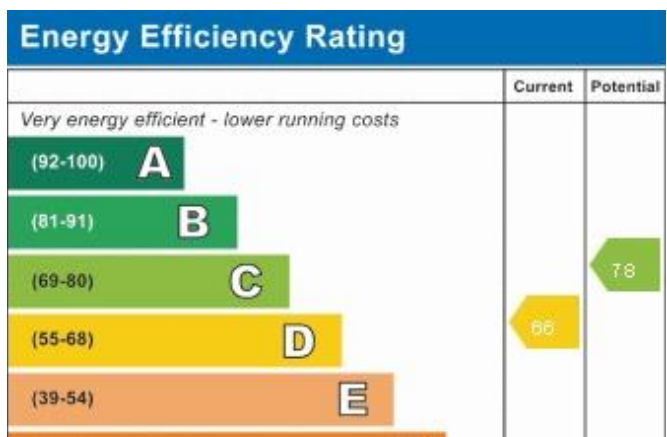 Energy Efficiency Rating
Current Potential
Very energy efficient - lower running costs
(92-100) A
(81-91) B
(69-80) C
78
(55-68) D
66
(39-54) E